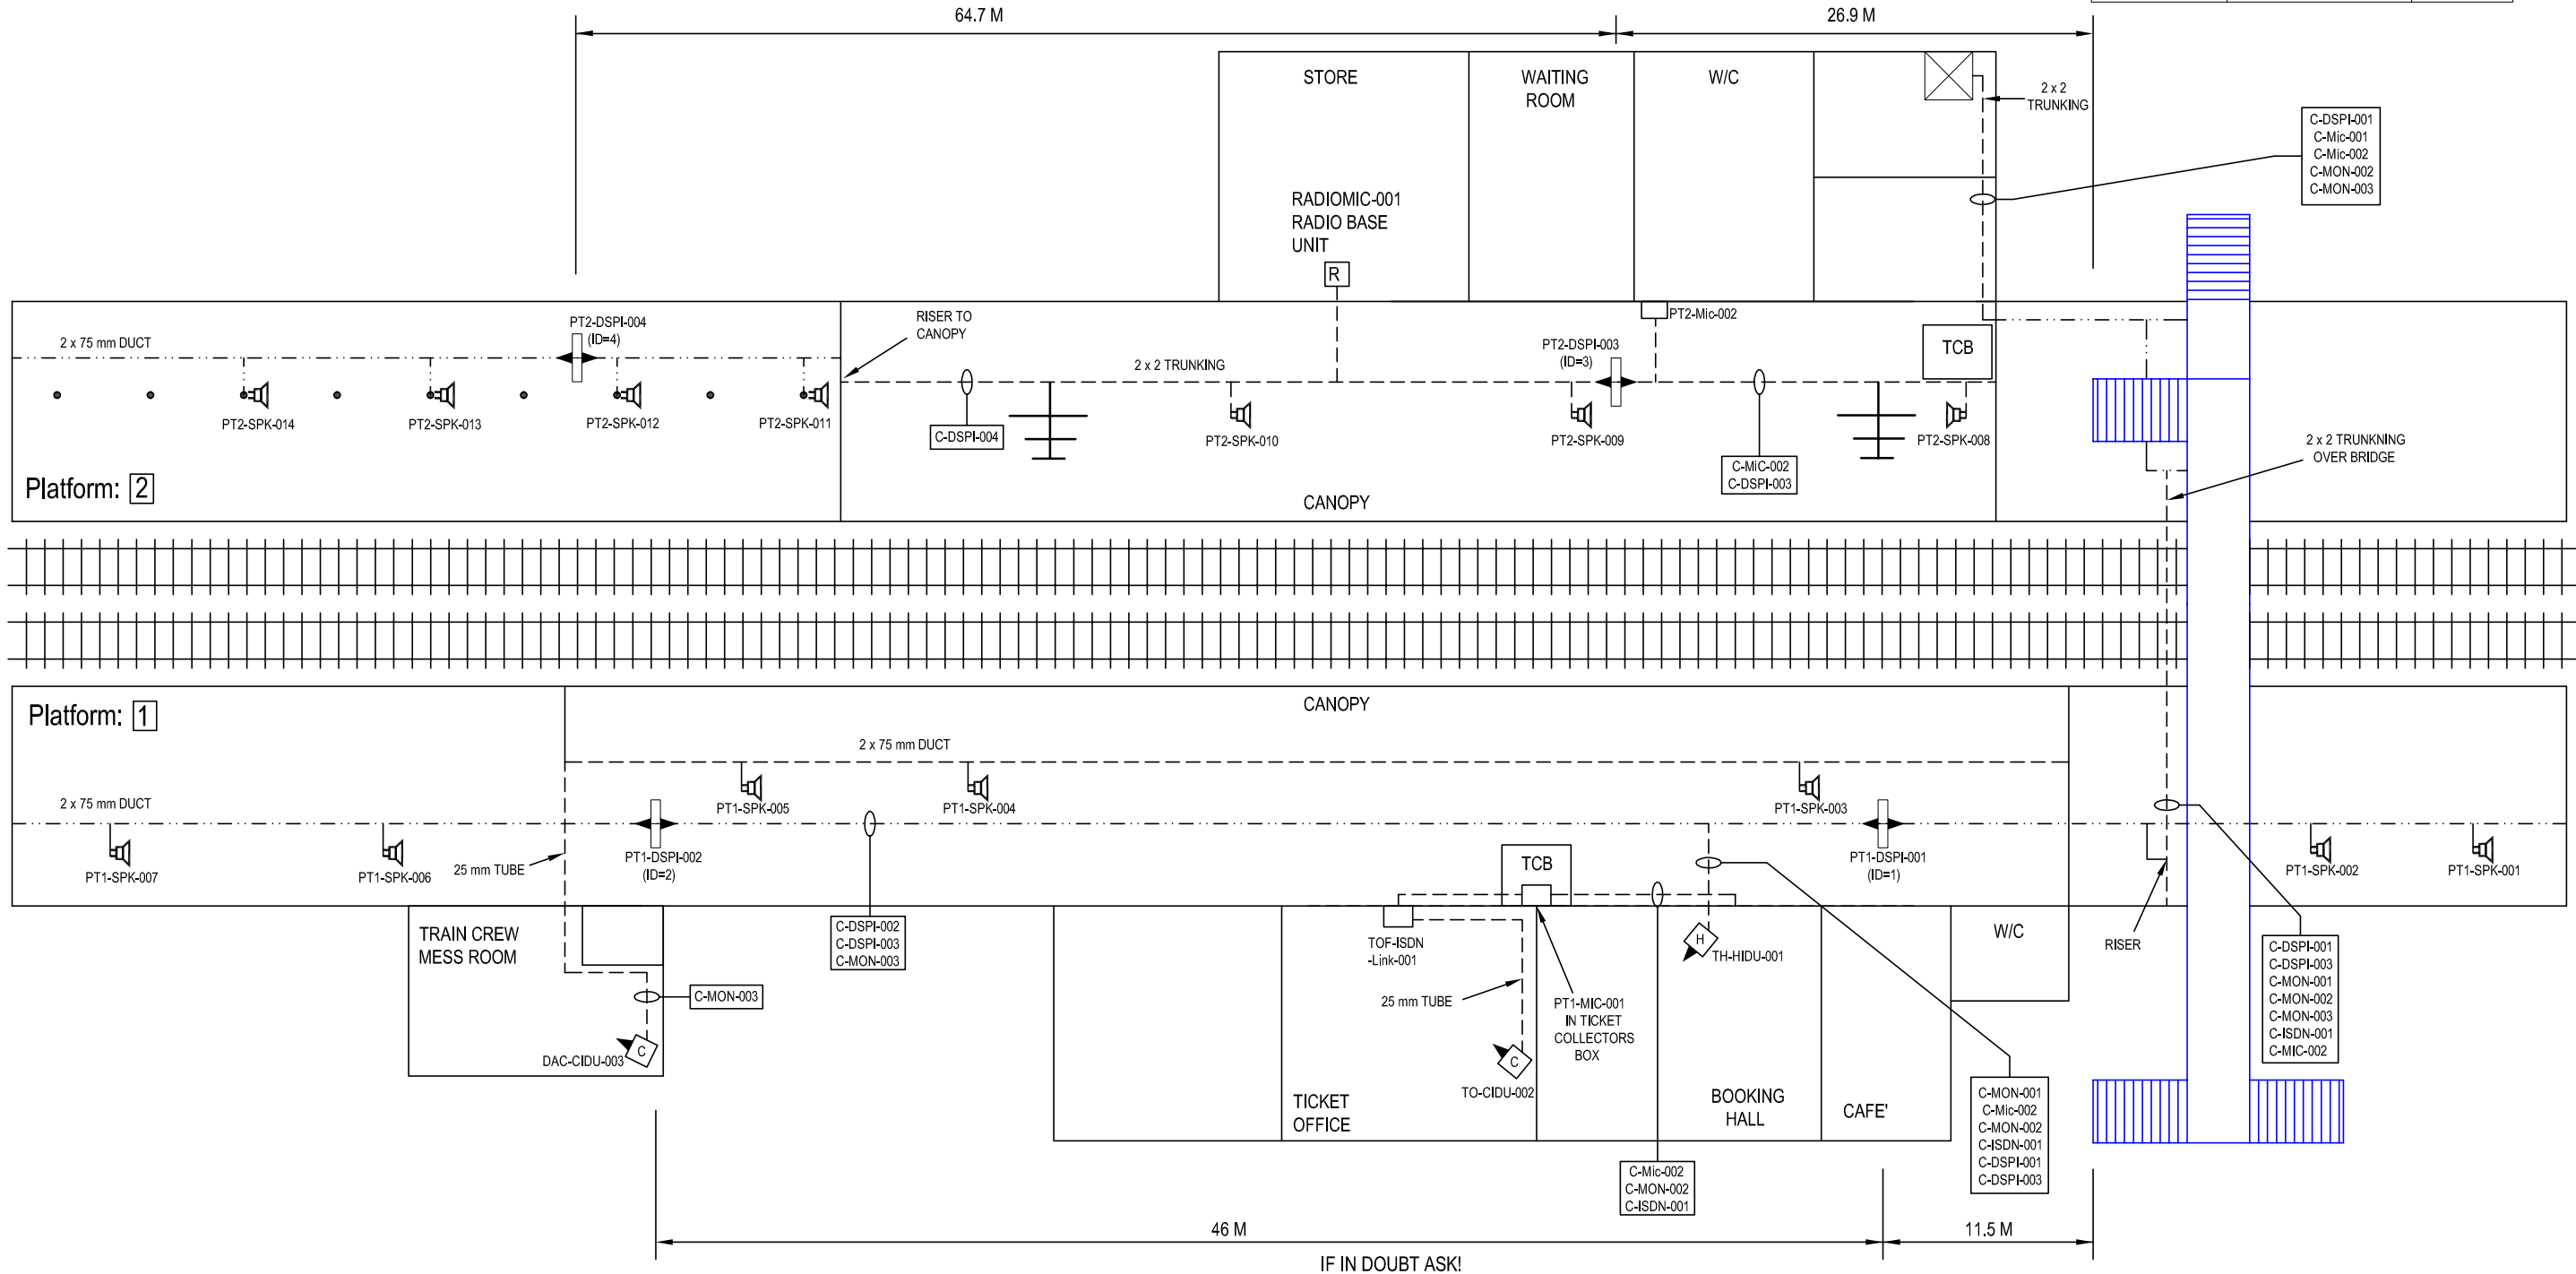 64.7 M
26.9 M
STORE
WAITING
ROOM
W/C
2 x 2
TRUNKING
C-DSPI-001
C-Mic-001
C-Mic-002
C-MON-002
C-MON-003
RADIOMIC-001
RADIO BASE
UNIT
R
PT2-DSPI-004
(ID=4)
2 x 75 mm DUCT
RISER TO
CANOPY
PT2-Mic-002
PT2-DSPI-003
(ID=3)
TCB
2 x 2 TRUNKING
PT2-SPK-014
PT2-SPK-013
PT2-SPK-012
PT2-SPK-011
C-DSPI-004
PT2-SPK-010
PT2-SPK-009
PT2-SPK-008
2 x 2 TRUNKNING
OVER BRIDGE
C-MiC-002
C-DSPI-003
Platform: 2
CANOPY
Platform: 1
CANOPY
2 x 75 mm DUCT
2 x 75 mm DUCT
PT1-SPK-005
PT1-SPK-004
PT1-SPK-003
PT1-SPK-007
PT1-SPK-006
25 mm TUBE
PT1-DSPI-002
(ID=2)
TCB
PT1-DSPI-001
(ID=1)
PT1-SPK-002
PT1-SPK-001
TRAIN CREW
MESS ROOM
C-DSPI-002
C-DSPI-003
C-MON-003
TOF-ISDN
-Link-001
H
TH-HIDU-001
W/C
RISER
C-DSPI-001
C-DSPI-003
C-MON-001
C-MON-002
C-MON-003
C-ISDN-001
C-MIC-002
C-MON-003
25 mm TUBE
PT1-MIC-001
IN TICKET
COLLECTORS
BOX
C
DAC-CIDU-003
C
TO-CIDU-002
TICKET
OFFICE
BOOKING
HALL
CAFE'
C-MON-001
C-Mic-002
C-MON-002
C-ISDN-001
C-DSPI-001
C-DSPI-003
C-Mic-002
C-MON-002
C-ISDN-001
46 M
11.5 M
IF IN DOUBT ASK!